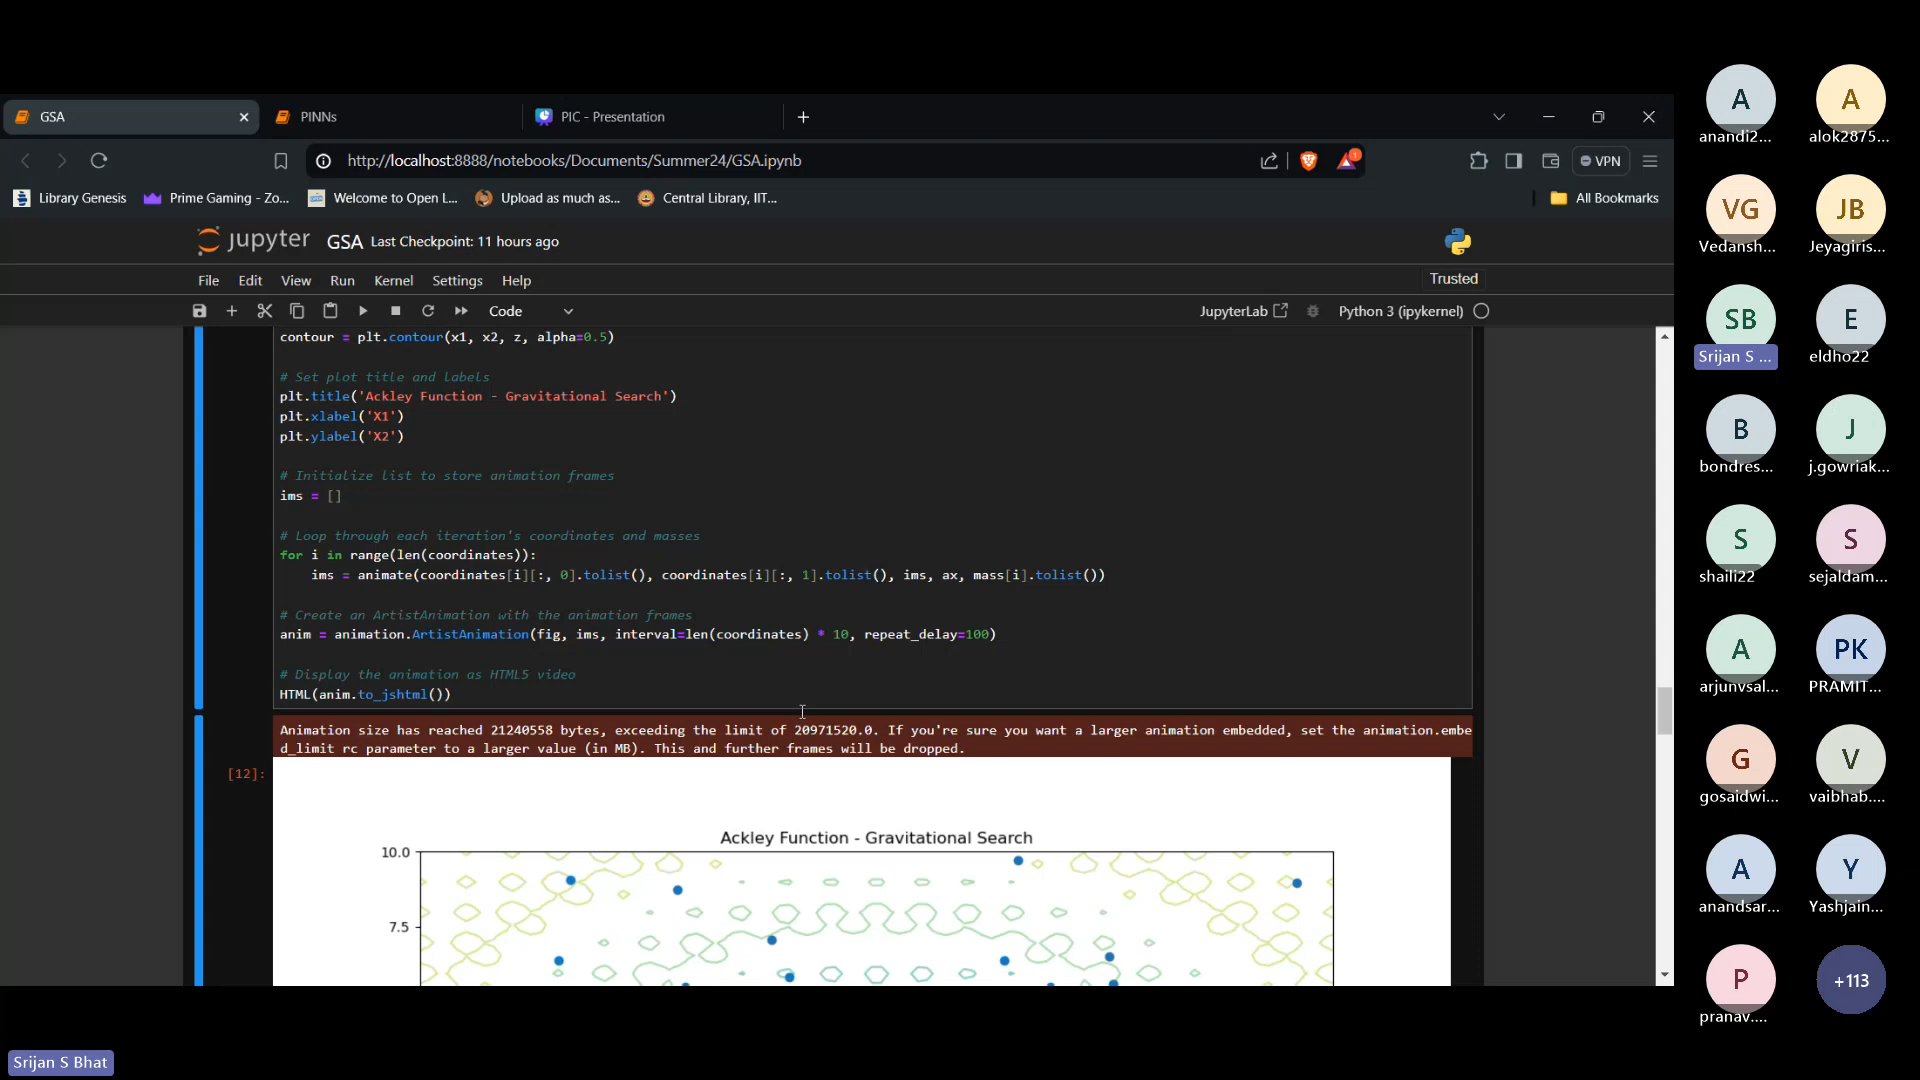 GSA
PINNs
PIC - Presentation
http://localhost:8888/notebooks/Documents/Summer24/GSA.ipynb
1
VPN
Library Genesis
Prime Gaming - Zo...
Welcome to Open L...
Upload as much as...
Central Library, IIT...
All Bookmarks
jupyter GSA Last Checkpoint: 11 hours ago
File Edit View Run Kernel Settings Help
Trusted
Code
JupyterLab
Python 3 (ipykernel)
contour = plt.contour(x1, x2, z, alpha=0.5)
# Set plot title and labels
plt.title('Ackley Function - Gravitational Search')
plt.xlabel('X1')
plt.ylabel('X2')
# Initialize list to store animation frames
ims = []
# Loop through each iteration's coordinates and masses
for i in range(len(coordinates)):
    ims = animate(coordinates[i][:, 0].tolist(), coordinates[i][:, 1].tolist(), ims, ax, mass[i].tolist())
# Create an ArtistAnimation with the animation frames
anim = animation.ArtistAnimation(fig, ims, interval=len(coordinates) * 10, repeat_delay=100)
# Display the animation as HTML5 video
HTML(anim.to_jshtml())
Animation size has reached 21240558 bytes, exceeding the limit of 20971520.0. If you're sure you want a larger animation embedded, set the animation.embe
d_limit rc parameter to a larger value (in MB). This and further frames will be dropped.
[12]:
Ackley Function - Gravitational Search
10.0
7.5
A
anandi2...
A
alok2875...
VG
Vedansh...
JB
Jeyagiris...
SB
Srijan S ...
E
eldho22
B
bondres...
J
j.gowriak...
S
shaili22
S
sejaldam...
A
arjunvsal...
PK
PRAMIT...
G
gosaidwi...
V
vaibhab....
A
anandsar...
Y
Yashjain...
P
pranav....
+113
Srijan S Bhat